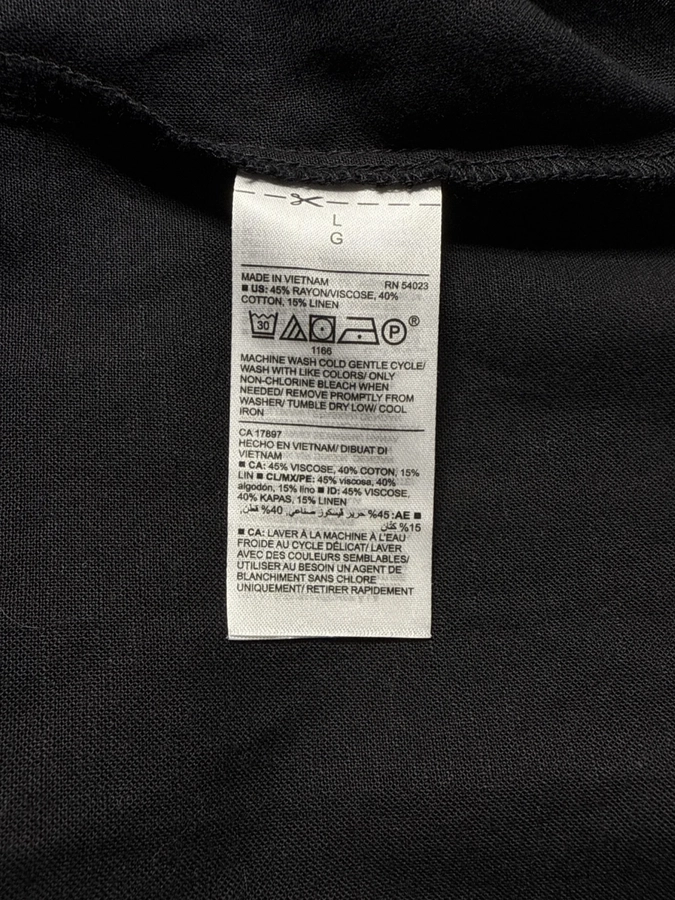 L
G
MADE IN VIETNAM RN 54023
■ US: 45% RAYON/VISCOSE, 40%
COTTON, 15% LINEN
30 P ®
1166
MACHINE WASH COLD GENTLE CYCLE/
WASH WITH LIKE COLORS/ ONLY
NON-CHLORINE BLEACH WHEN
NEEDED/ REMOVE PROMPTLY FROM
WASHER/ TUMBLE DRY LOW/ COOL
IRON
CA 17897
HECHO EN VIETNAM/ DIBUAT DI
VIETNAM
■ CA: 45% VISCOSE, 40% COTON, 15%
LIN ■ CL/MX/PE: 45% viscosa, 40%
algodón, 15% lino ■ ID: 45% VISCOSE,
40% KAPAS, 15% LINEN
■ AE: 45% حرير ڤيسكوز صناعي, 40% قطن,
15% كتّان
■ CA: LAVER À LA MACHINE À L'EAU
FROIDE AU CYCLE DÉLICAT/ LAVER
AVEC DES COULEURS SEMBLABLES/
UTILISER AU BESOIN UN AGENT DE
BLANCHIMENT SANS CHLORE
UNIQUEMENT/ RETIRER RAPIDEMENT